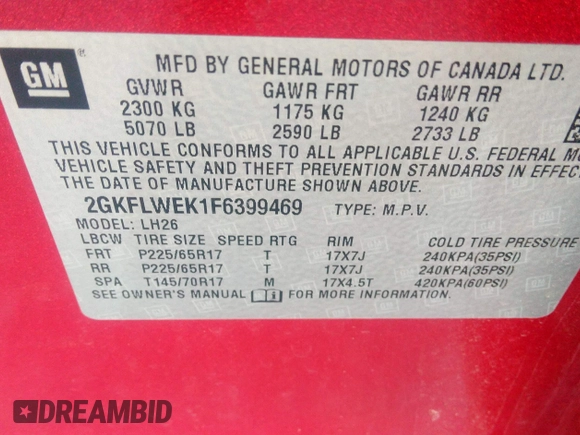 GM ®
MFD BY GENERAL MOTORS OF CANADA LTD.
GVWR GAWR FRT GAWR RR
2300 KG 1175 KG 1240 KG
5070 LB 2590 LB 2733 LB
THIS VEHICLE CONFORMS TO ALL APPLICABLE U.S. FEDERAL M
VEHICLE SAFETY AND THEFT PREVENTION STANDARDS IN EFFEC
THE DATE OF MANUFACTURE SHOWN ABOVE.
2GKFLWEK1F6399469 TYPE: M.P.V.
MODEL: LH26
LBCW TIRE SIZE SPEED RTG RIM COLD TIRE PRESSURE
FRT P225/65R17 T 17X7J 240KPA(35PSI)
RR P225/65R17 T 17X7J 240KPA(35PSI)
SPA T145/70R17 M 17X4.5T 420KPA(60PSI)
SEE OWNER'S MANUAL FOR MORE INFORMATION
DREAMBID